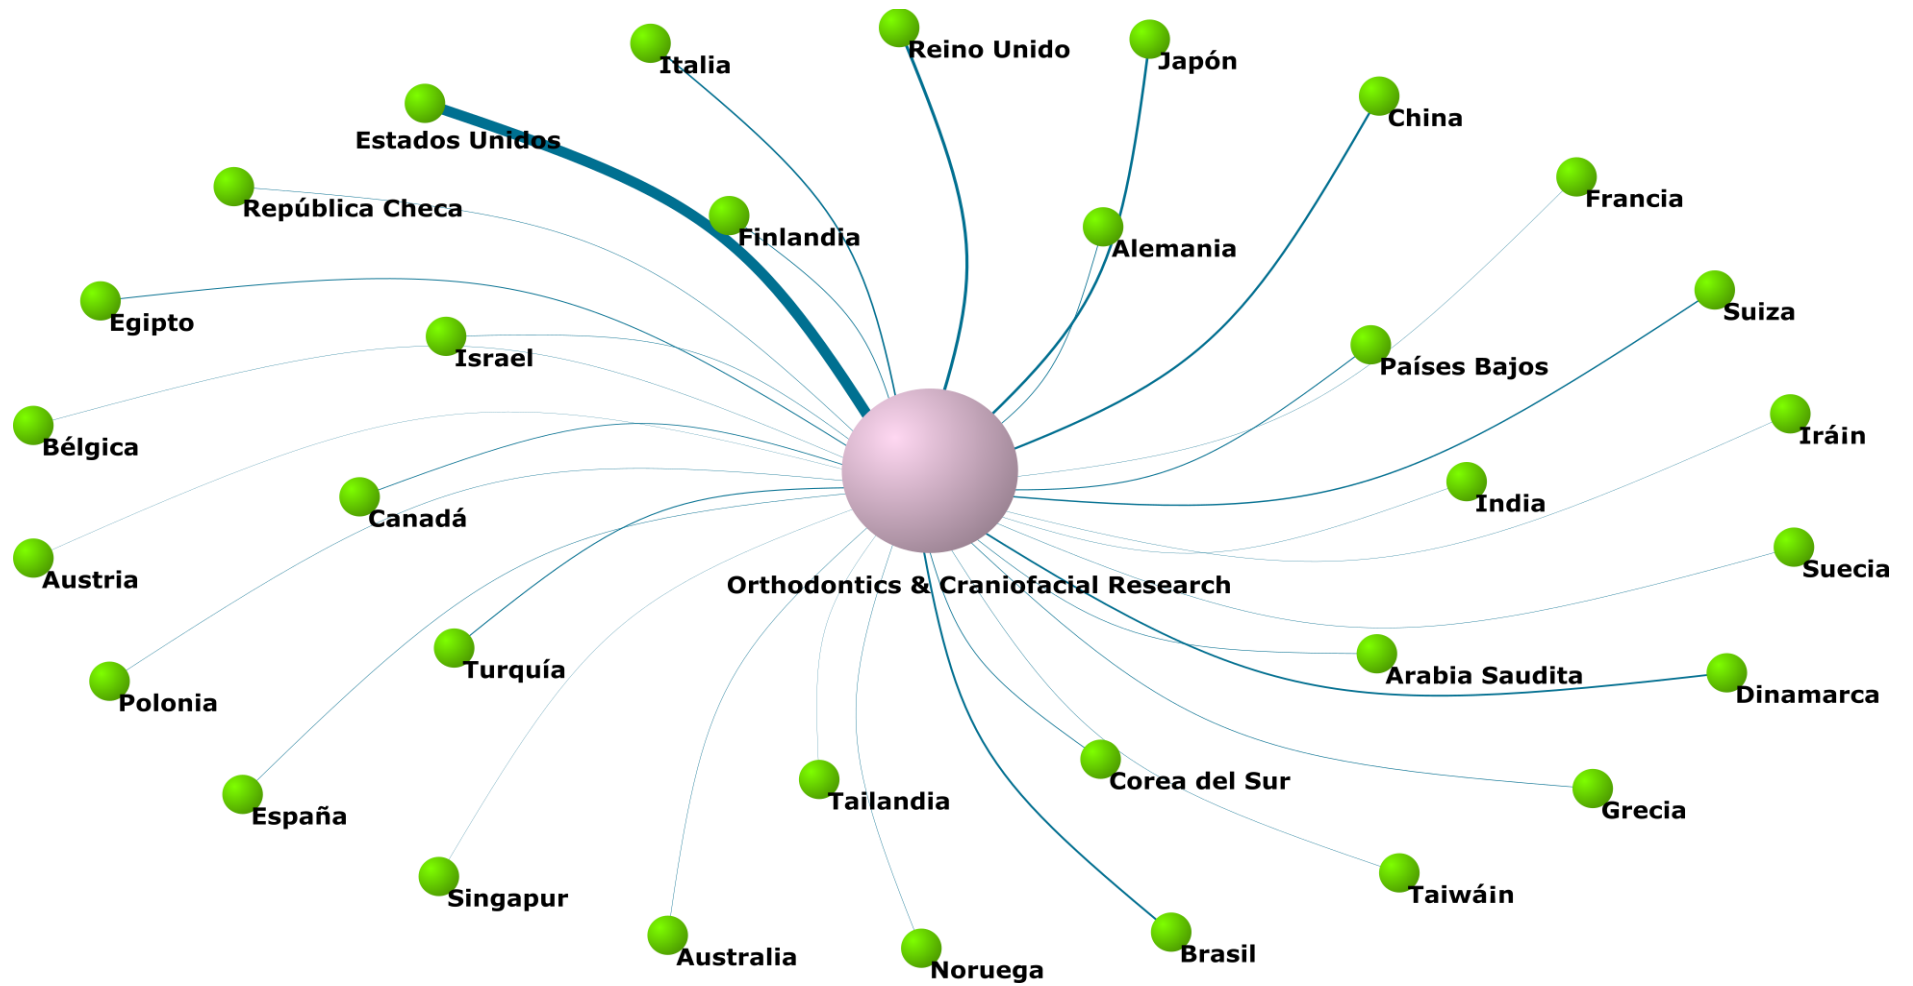 Reino Unido
Italia
Japón
China
Estados Unidos
Francia
República Checa
Finlandia
Alemania
Suiza
Egipto
Israel
Países Bajos
Iráin
Bélgica
India
Canadá
Suecia
Austria
Orthodontics & Craniofacial Research
Turquía
Arabia Saudita
Dinamarca
Polonia
Corea del Sur
Tailandia
Grecia
España
Taiwáin
Singapur
Brasil
Australia
Noruega